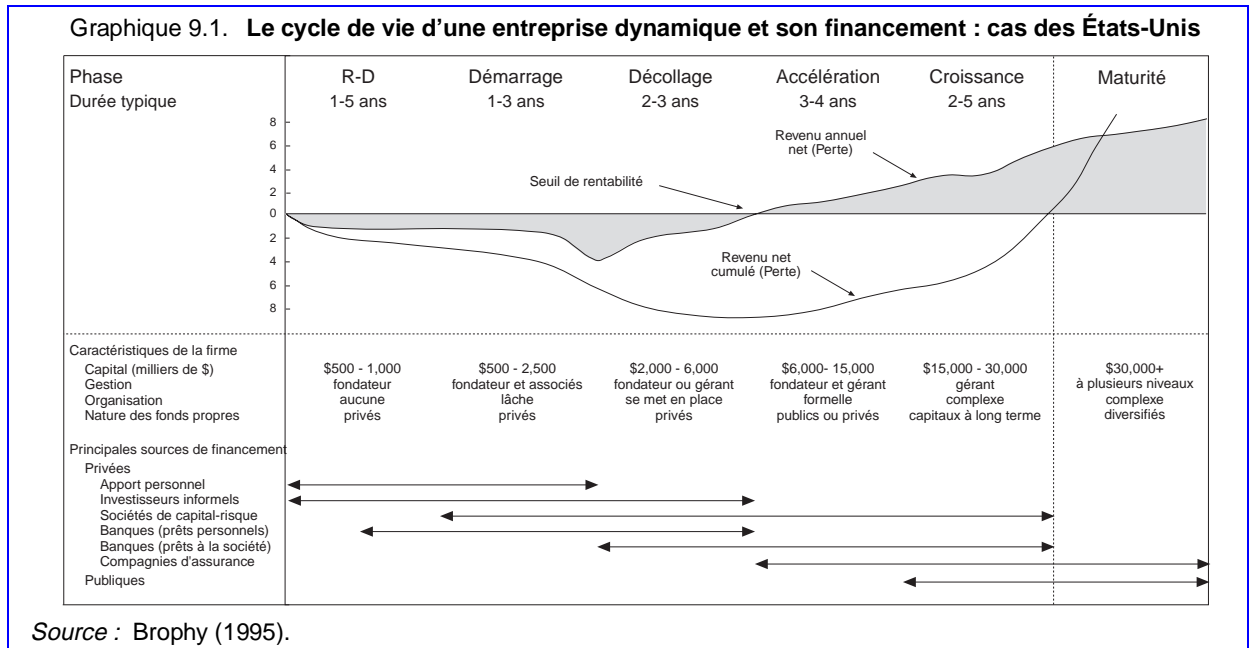 Graphique 9.1. Le cycle de vie d'une entreprise dynamique et son financement : cas des États-Unis
Phase R-D Démarrage Décollage Accélération Croissance Maturité
Durée typique 1-5 ans 1-3 ans 2-3 ans 3-4 ans 2-5 ans
8
6
4
2
0
2
4
6
8
Revenu annuel
net (Perte)
Seuil de rentabilité
Revenu net
cumulé (Perte)
Caractéristiques de la firme
Capital (milliers de $) $500 - 1,000 $500 - 2,500 $2,000 - 6,000 $6,000- 15,000 $15,000 - 30,000 $30,000+
Gestion fondateur fondateur et associés fondateur ou gérant fondateur et gérant gérant à plusieurs niveaux
Organisation aucune lâche se met en place formelle complexe complexe
Nature des fonds propres privés privés privés publics ou privés capitaux à long terme diversifiés
Principales sources de financement
Privées
Apport personnel
Investisseurs informels
Sociétés de capital-risque
Banques (prêts personnels)
Banques (prêts à la société)
Compagnies d'assurance
Publiques
Source : Brophy (1995).